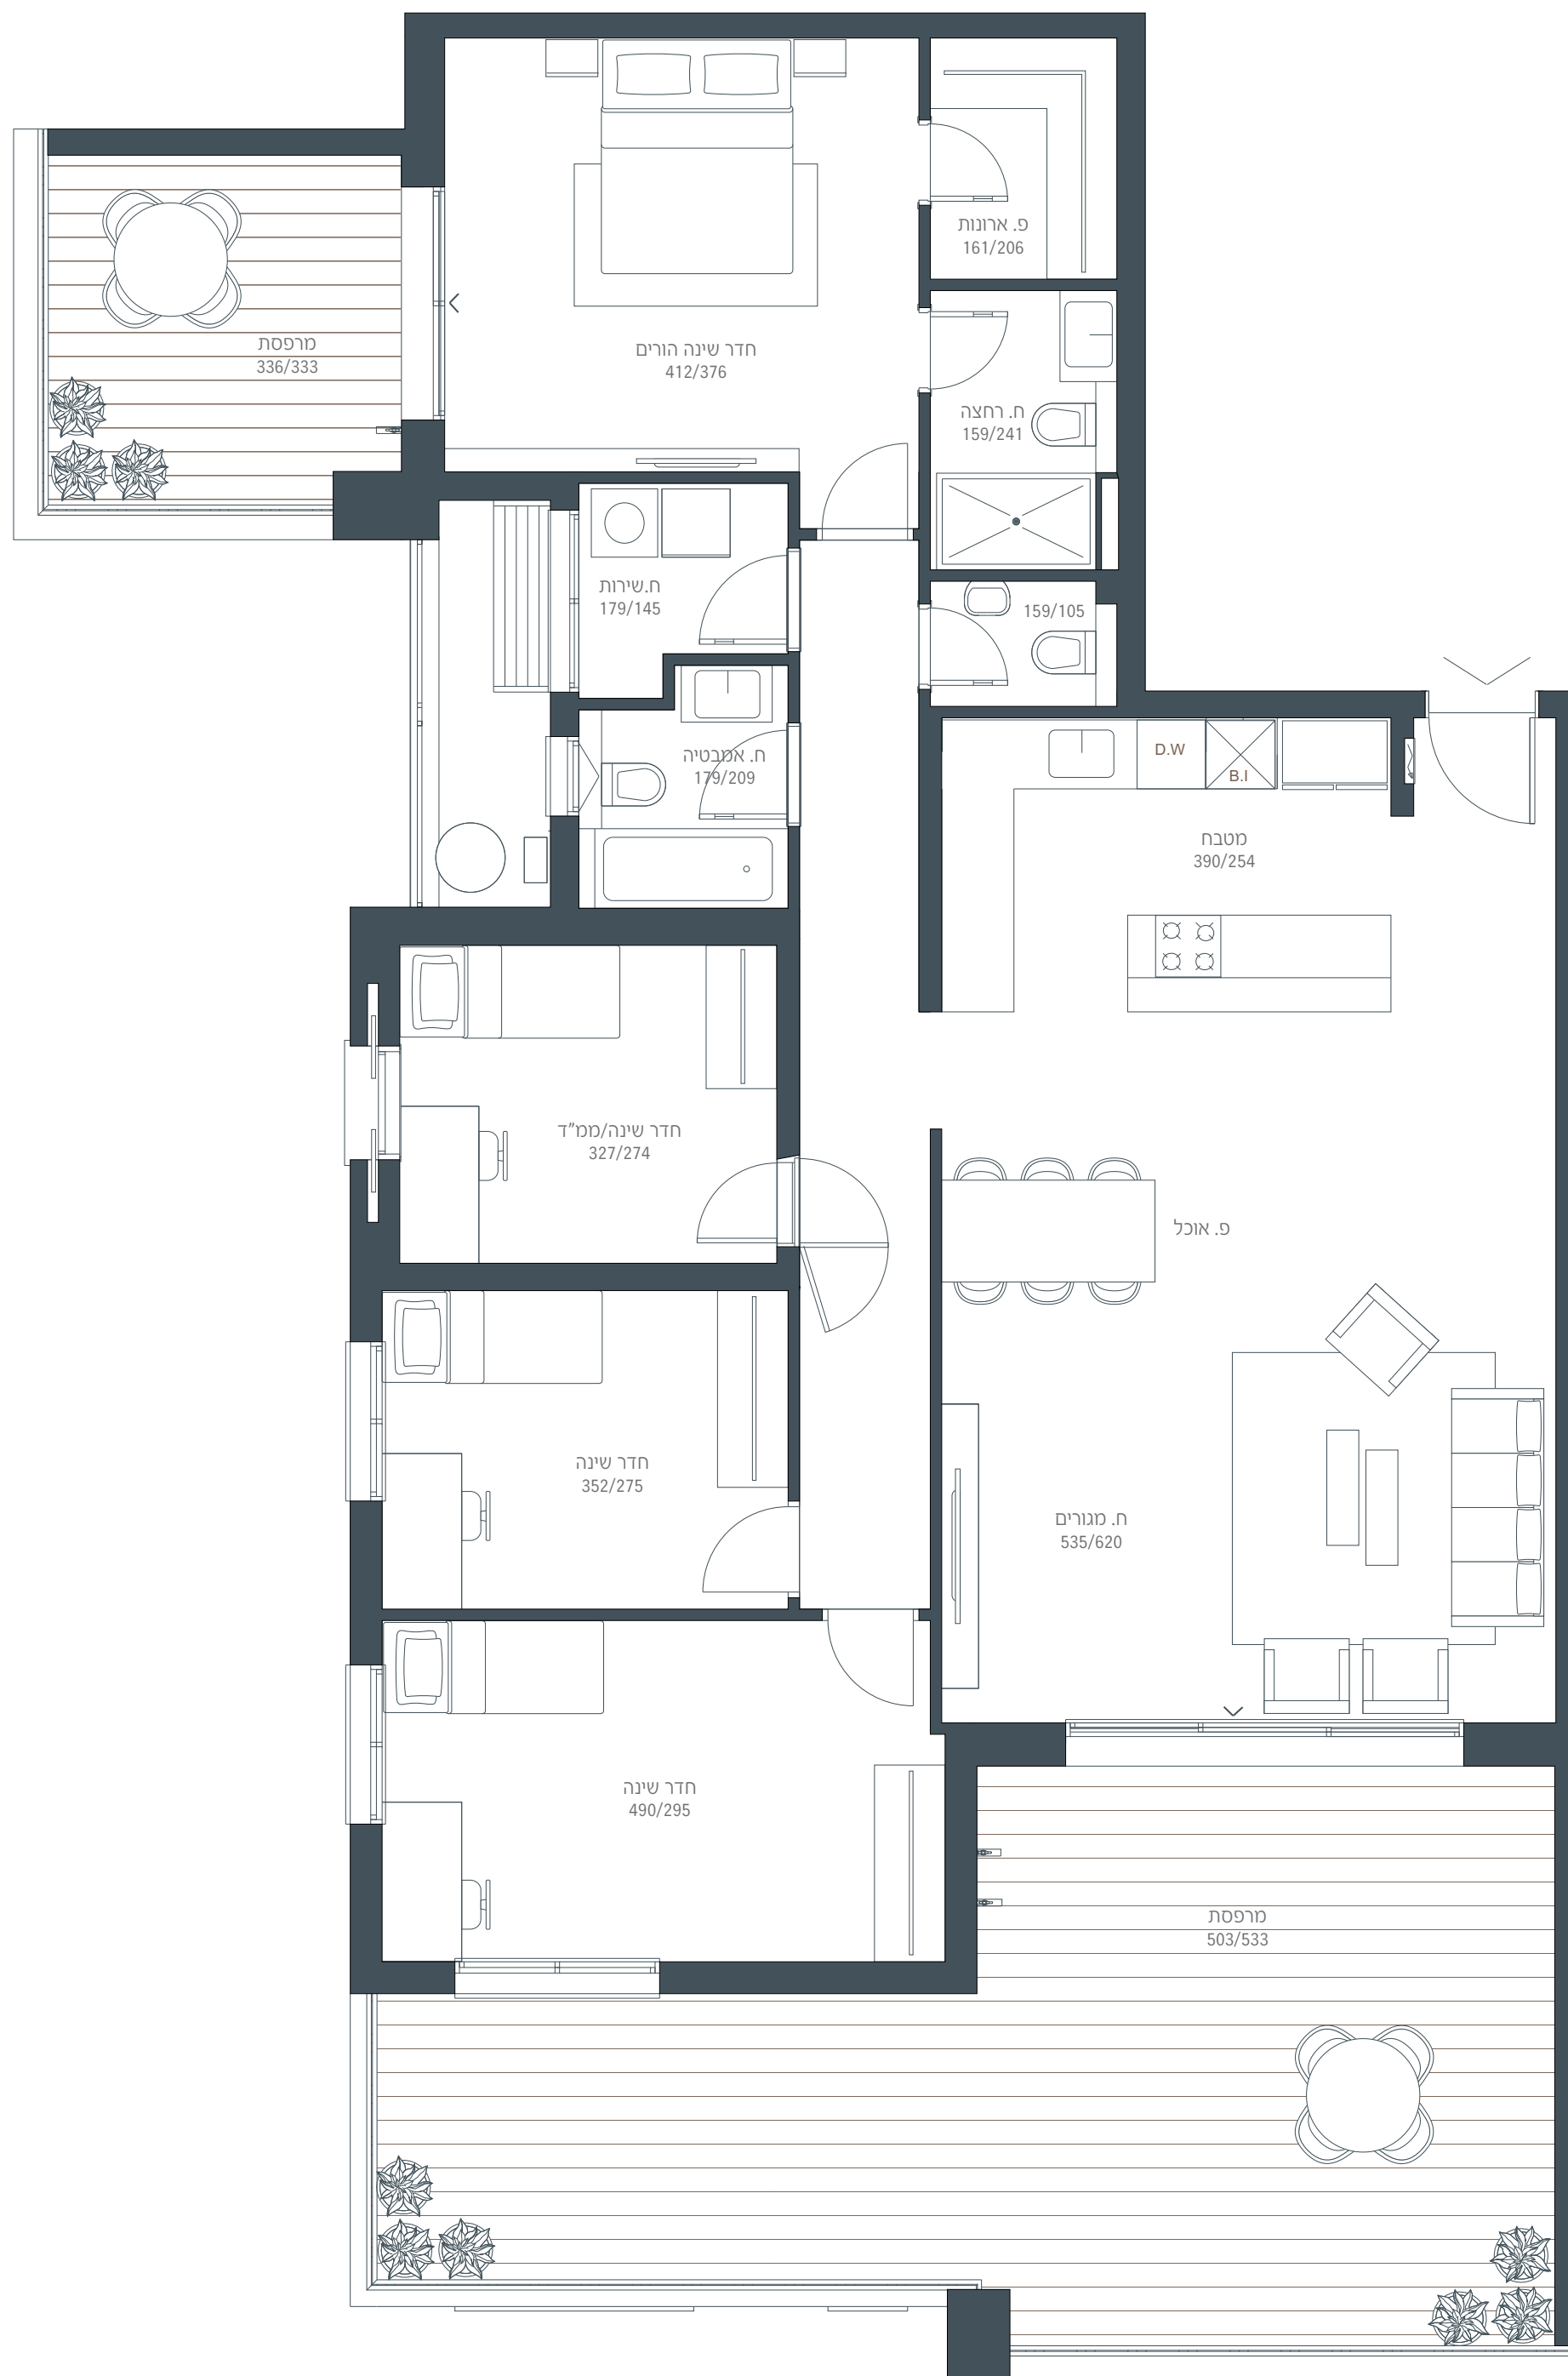 פ. ארונות
161/206
מרפסת
336/333
חדר שינה הורים
412/376
ח. רחצה
159/241
ח.שירות
179/145
159/105
ח. אמבטיה
179/209
D.W
B.I
מטבח
390/254
חדר שינה/ממ"ד
327/274
פ. אוכל
חדר שינה
352/275
ח. מגורים
535/620
חדר שינה
490/295
מרפסת
503/533